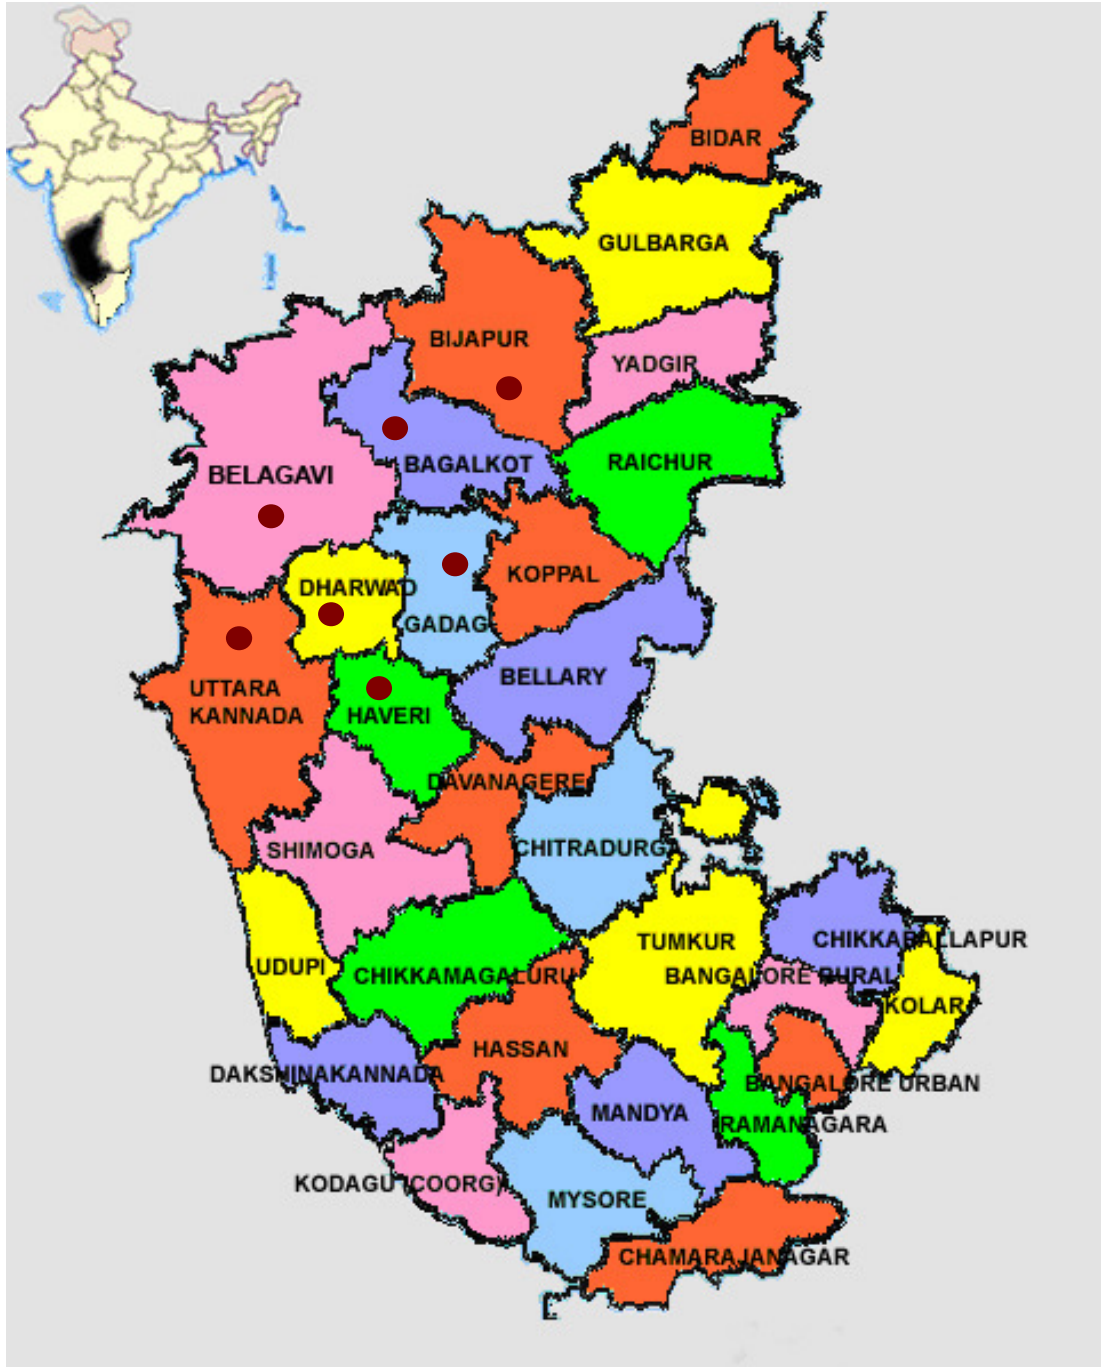 BIDAR
GULBARGA
BIJAPUR
YADGIR
BAGALKOT
RAICHUR
BELAGAVI
DHARWAD
KOPPAL
GADAG
UTTARA
KANNADA
HAVERI
BELLARY
DAVANAGERE
SHIMOGA
CHITRADURGA
TUMKUR
CHIKKABALLAPUR
UDUPI
CHIKKAMAGALURU
BANGALORE RURAL
KOLAR
HASSAN
DAKSHINAKANNADA
BANGALORE URBAN
MANDYA
RAMANAGARA
KODAGU (COORG)
MYSORE
CHAMARAJANAGAR